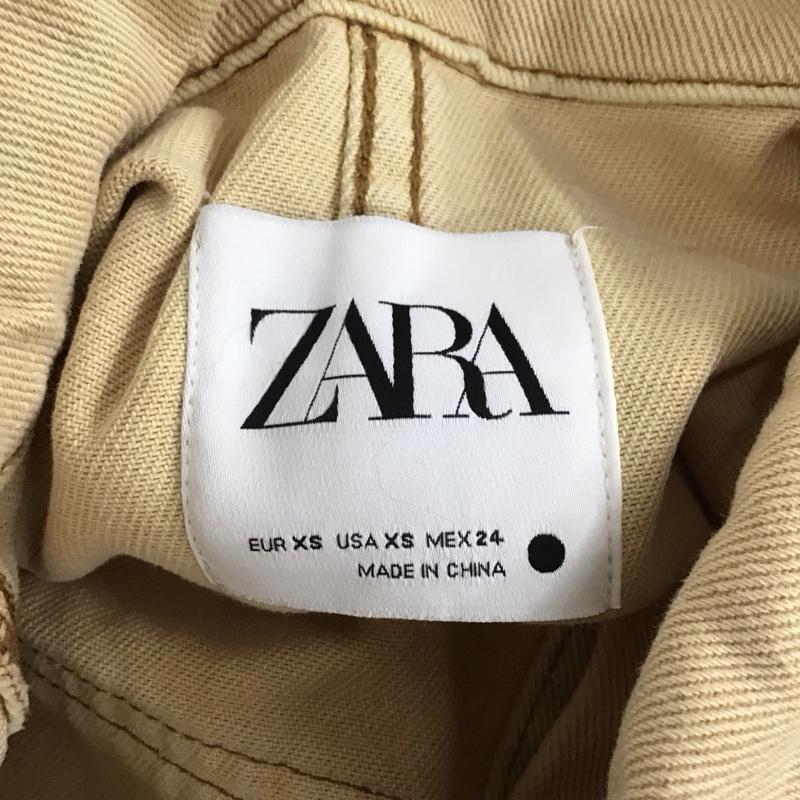 ZARA
EUR XS USA XS MEX 24
MADE IN CHINA